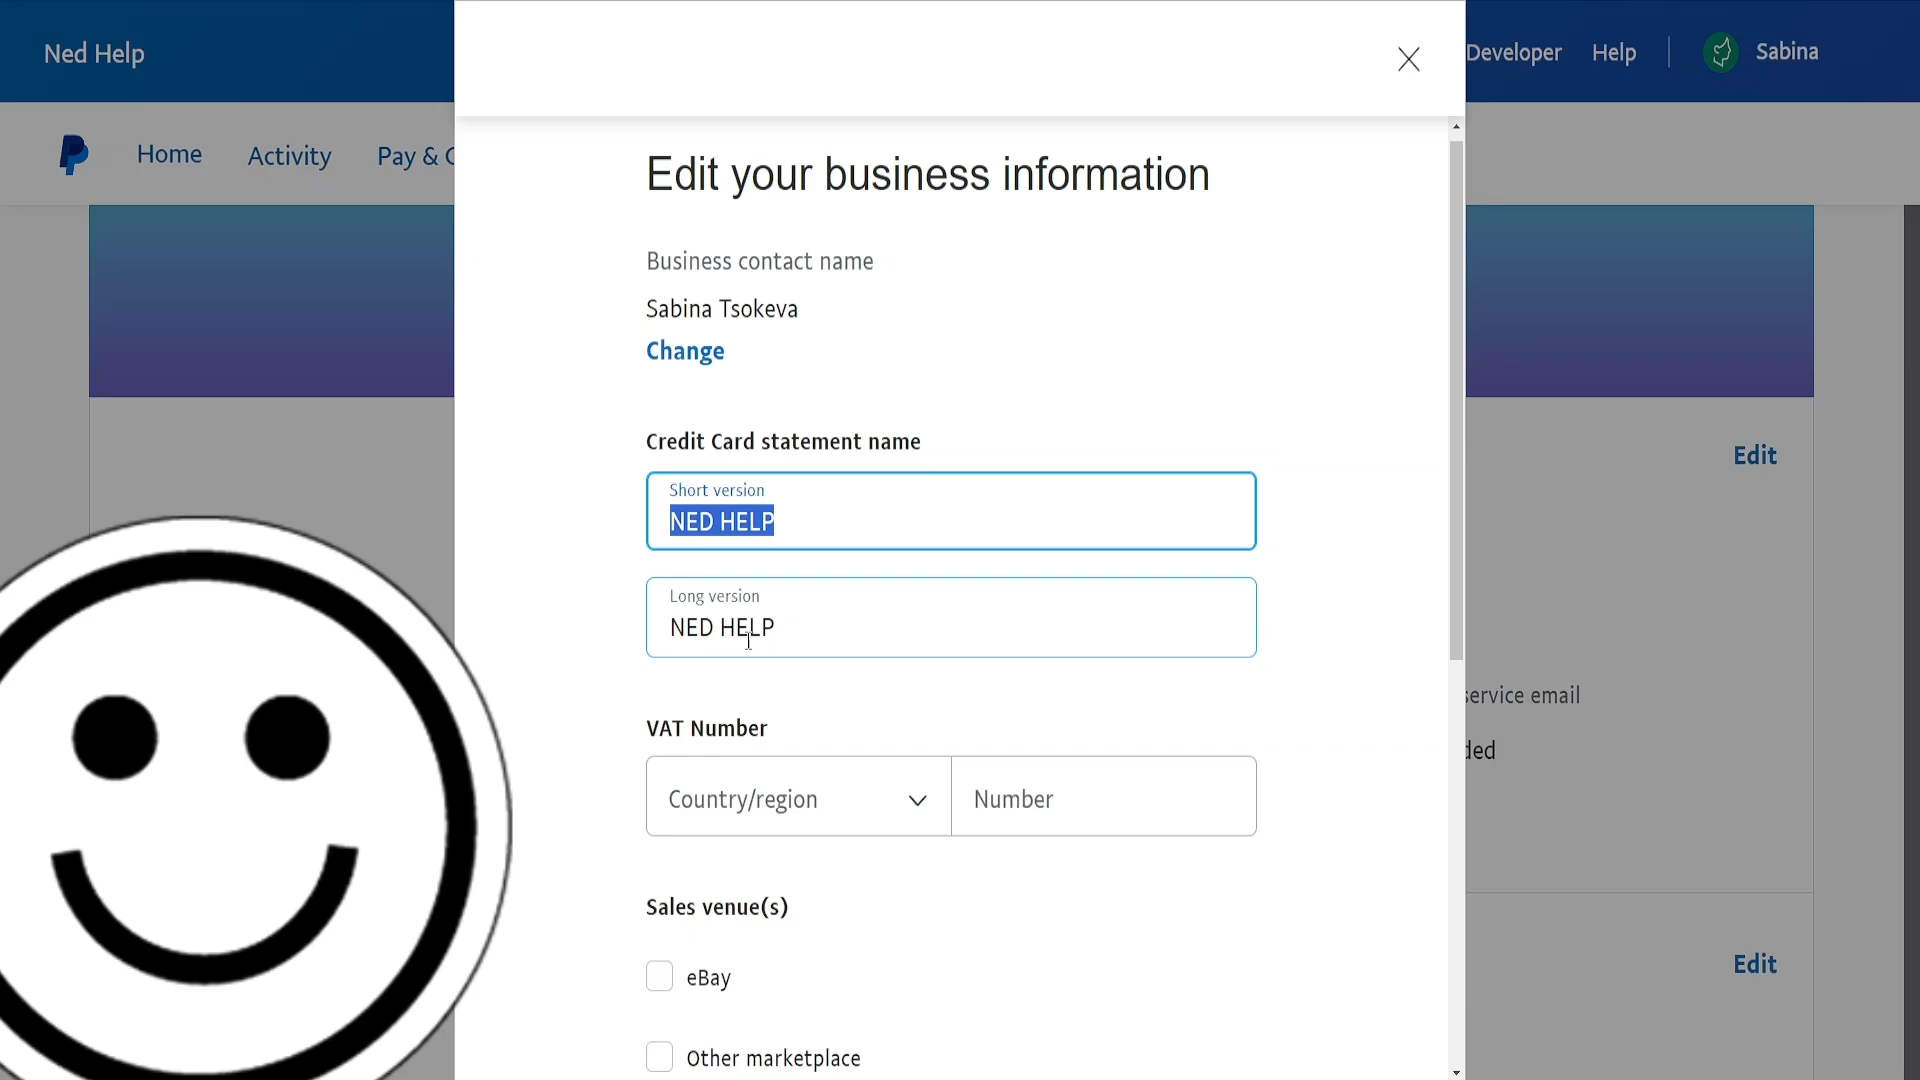 Ned Help
Developer
Help
Sabina
Home
Activity
Pay &
Edit your business information
Business contact name
Sabina Tsokeva
Change
Credit Card statement name
Short version
NED HELP
Long version
NED HELP
VAT Number
Country/region
Number
Sales venue(s)
eBay
Other marketplace
Edit
service email
Edit